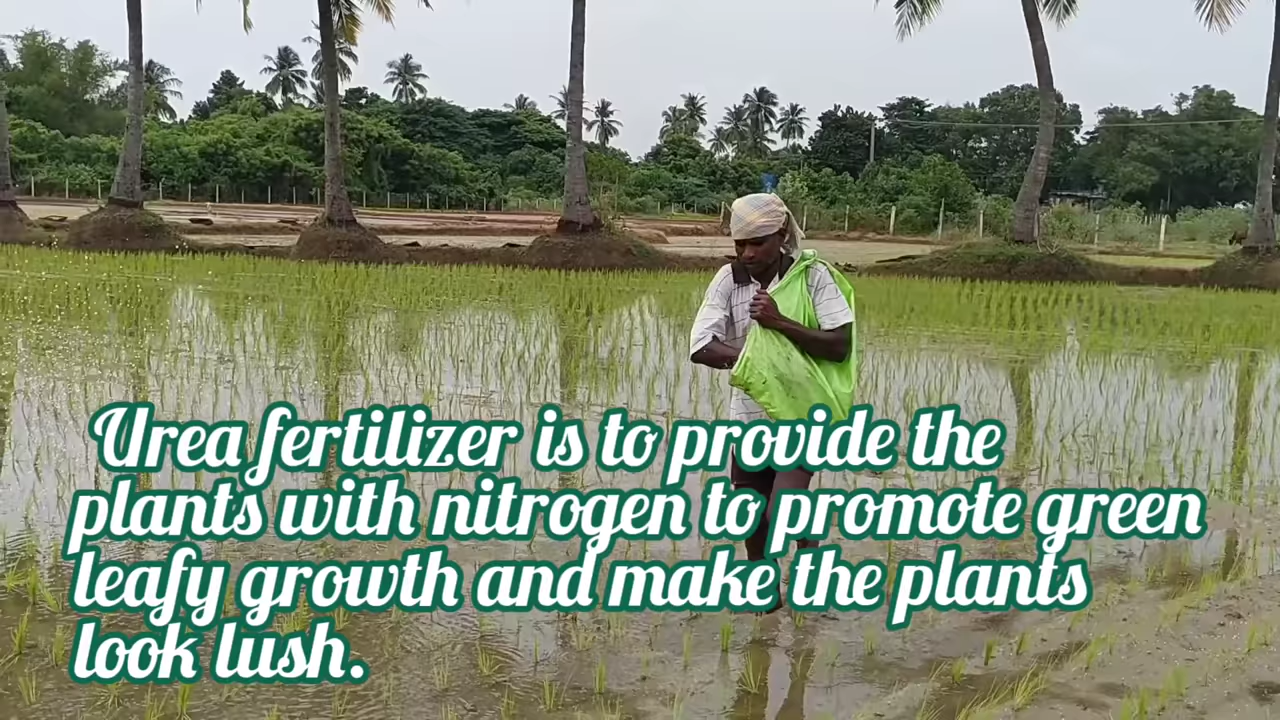 Urea fertilizer is to provide the
plants with nitrogen to promote green
leafy growth and make the plants
look lush.